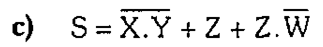 c) S = X̅.̅Y̅ + Z + Z.W̅